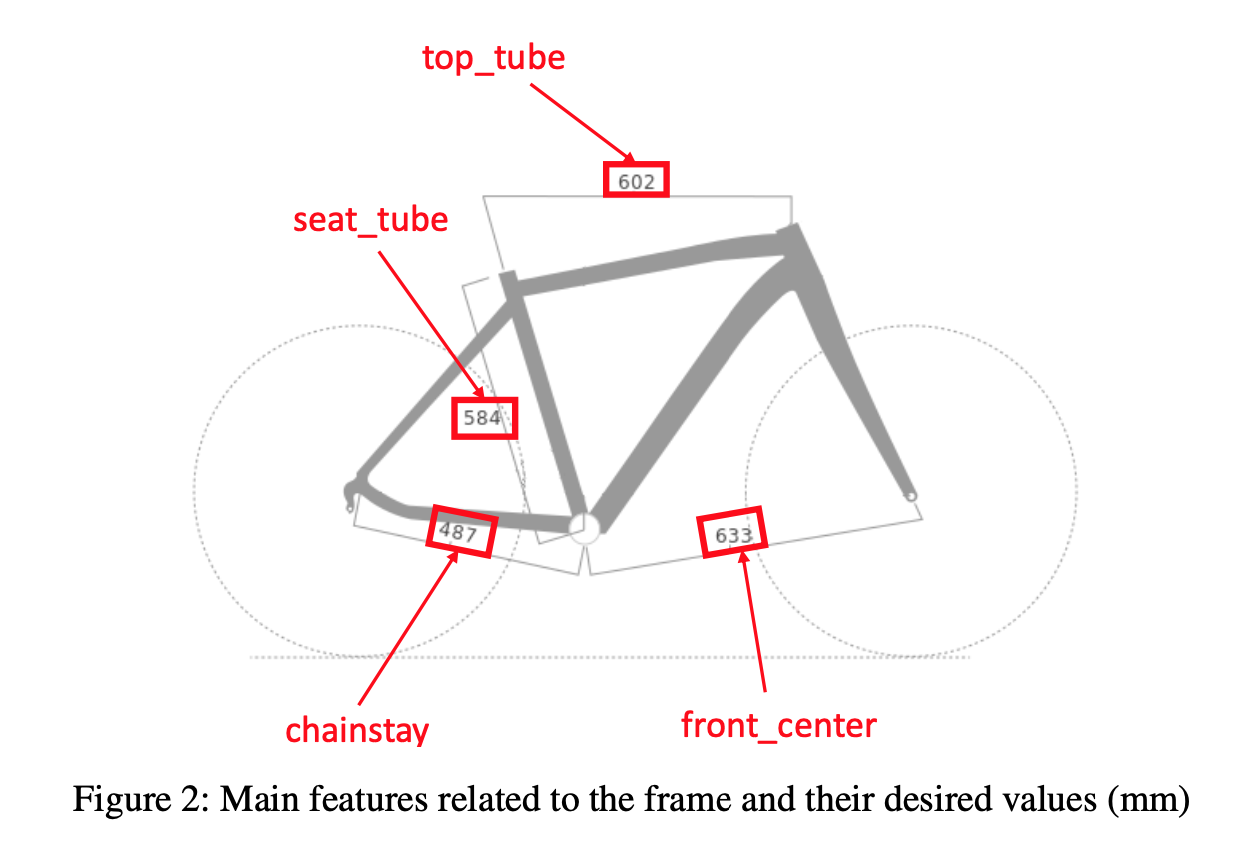 top_tube
602
seat_tube
584
487
633
chainstay
front_center
Figure 2: Main features related to the frame and their desired values (mm)